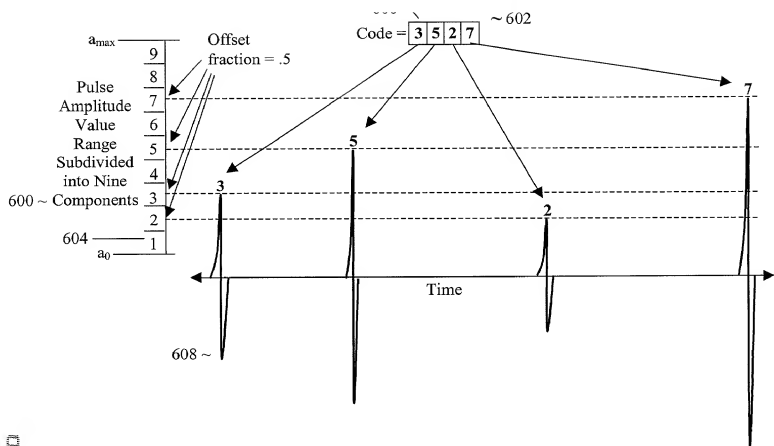 ~ 602
Code = 3 5 2 7
a max
Offset
fraction = .5
9
8
7
6
5
4
3
2
1
Pulse
Amplitude
Value
Range
Subdivided
into Nine
600 ~ Components
604
a0
3
5
2
7
Time
608 ~